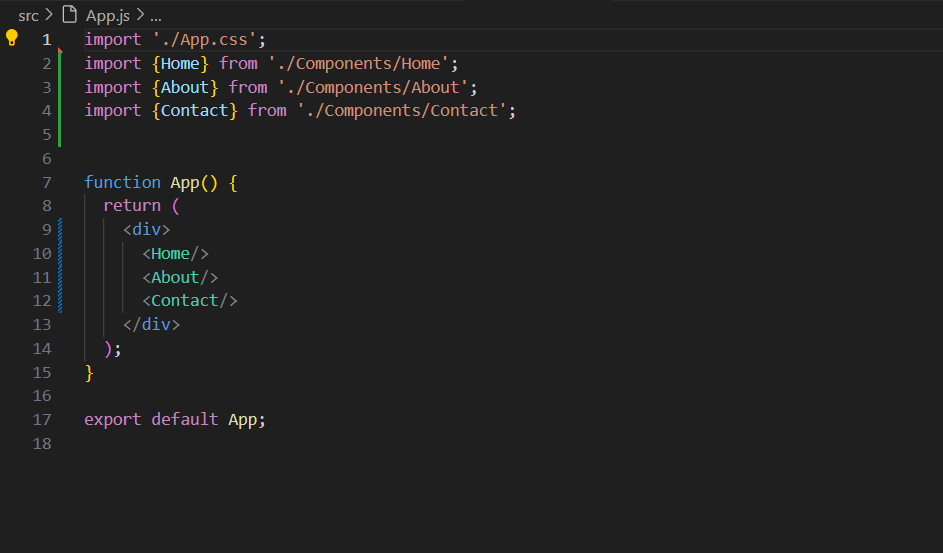 src > App.js > ...
1 import './App.css';
2 import {Home} from './Components/Home';
3 import {About} from './Components/About';
4 import {Contact} from './Components/Contact';
5
6
7 function App() {
8   return (
9     <div>
10       <Home/>
11       <About/>
12       <Contact/>
13     </div>
14   );
15 }
16
17 export default App;
18